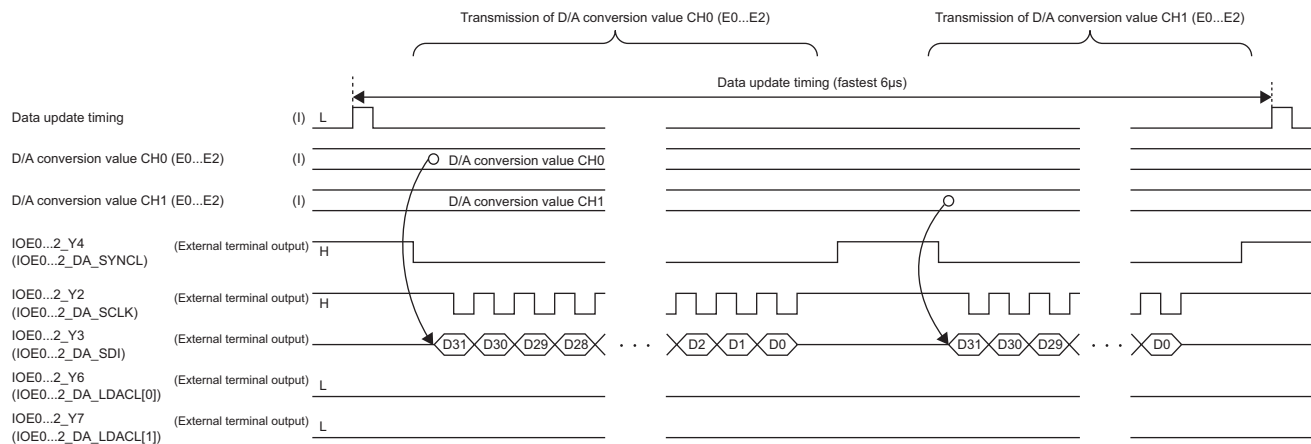 Transmission of D/A conversion value CH0 (E0...E2)
Transmission of D/A conversion value CH1 (E0...E2)
Data update timing (fastest 6μs)
Data update timing (I) L
D/A conversion value CH0 (E0...E2) (I) D/A conversion value CH0
D/A conversion value CH1 (E0...E2) (I) D/A conversion value CH1
IOE0...2_Y4 (External terminal output) H
(IOE0...2_DA_SYNCL)
IOE0...2_Y2 (External terminal output) H
(IOE0...2_DA_SCLK)
IOE0...2_Y3 (External terminal output) D31 D30 D29 D28 · · · D2 D1 D0 D31 D30 D29 · · · D0
(IOE0...2_DA_SDI)
IOE0...2_Y6 (External terminal output) L
(IOE0...2_DA_LDACL[0])
IOE0...2_Y7 (External terminal output) L
(IOE0...2_DA_LDACL[1])